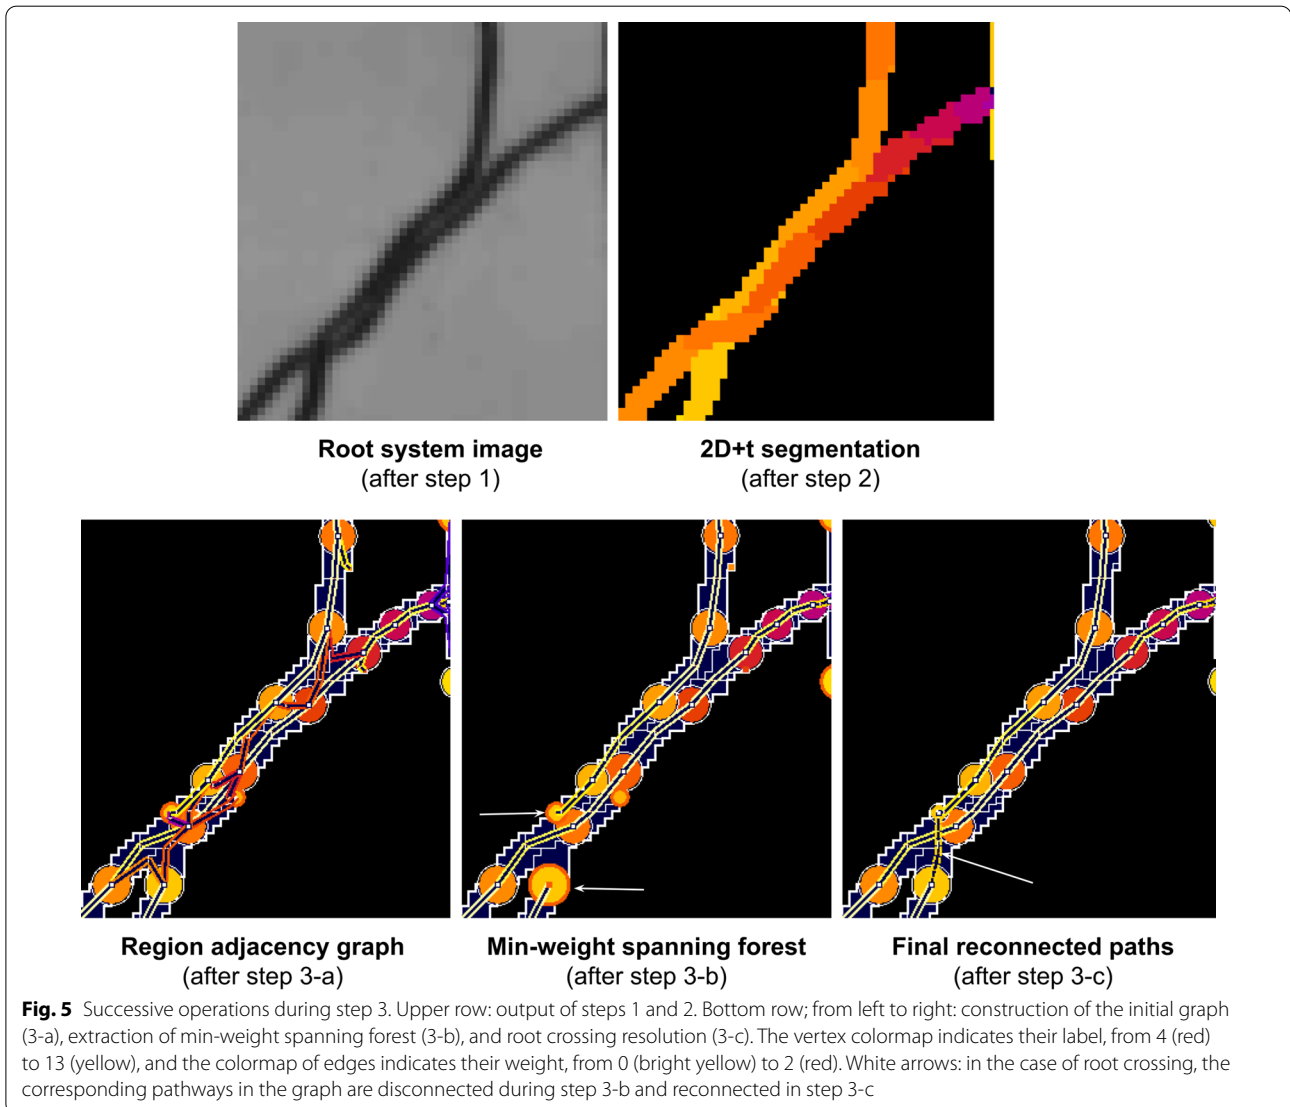 Root system image
(after step 1)
2D+t segmentation
(after step 2)
Region adjacency graph
(after step 3-a)
Min-weight spanning forest
(after step 3-b)
Final reconnected paths
(after step 3-c)
Fig. 5 Successive operations during step 3. Upper row: output of steps 1 and 2. Bottom row; from left to right: construction of the initial graph
(3-a), extraction of min-weight spanning forest (3-b), and root crossing resolution (3-c). The vertex colormap indicates their label, from 4 (red)
to 13 (yellow), and the colormap of edges indicates their weight, from 0 (bright yellow) to 2 (red). White arrows: in the case of root crossing, the
corresponding pathways in the graph are disconnected during step 3-b and reconnected in step 3-c